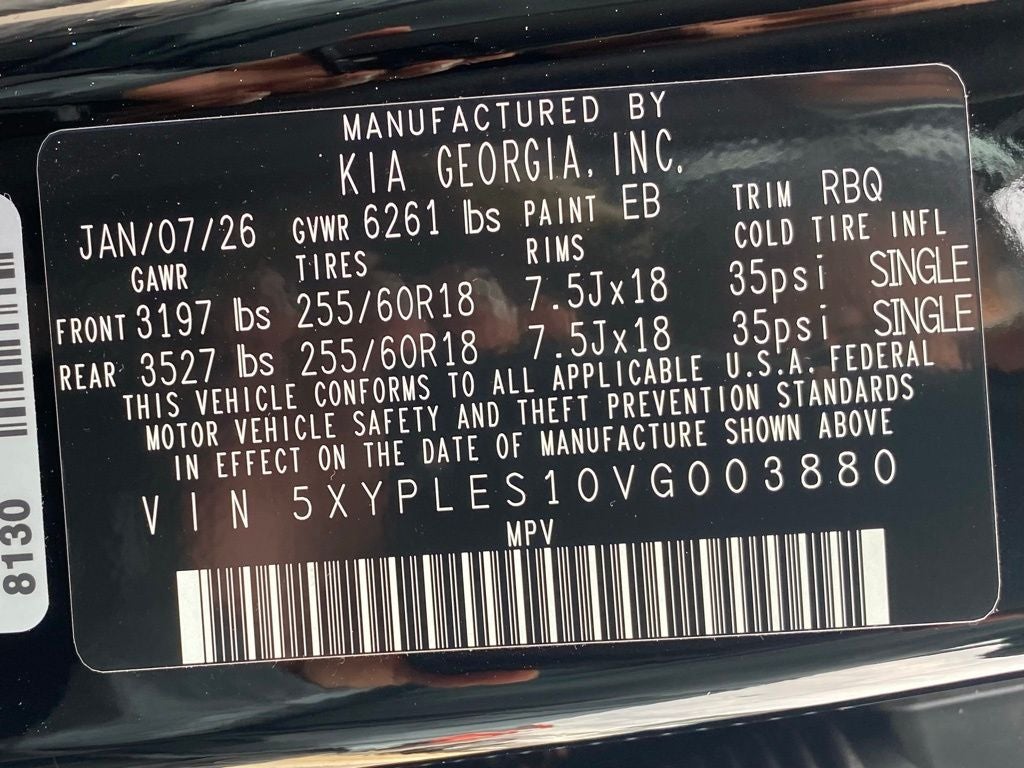 MANUFACTURED BY
KIA GEORGIA, INC.
JAN/07/26 GVWR 6261 lbs PAINT EB TRIM RBQ
GAWR TIRES RIMS COLD TIRE INFL
FRONT 3197 lbs 255/60R18 7.5Jx18 35psi SINGLE
REAR 3527 lbs 255/60R18 7.5Jx18 35psi SINGLE
THIS VEHICLE CONFORMS TO ALL APPLICABLE U.S.A. FEDERAL
MOTOR VEHICLE SAFETY AND THEFT PREVENTION STANDARDS
IN EFFECT ON THE DATE OF MANUFACTURE SHOWN ABOVE
VIN 5XYPLES10VG003880
MPV
8130